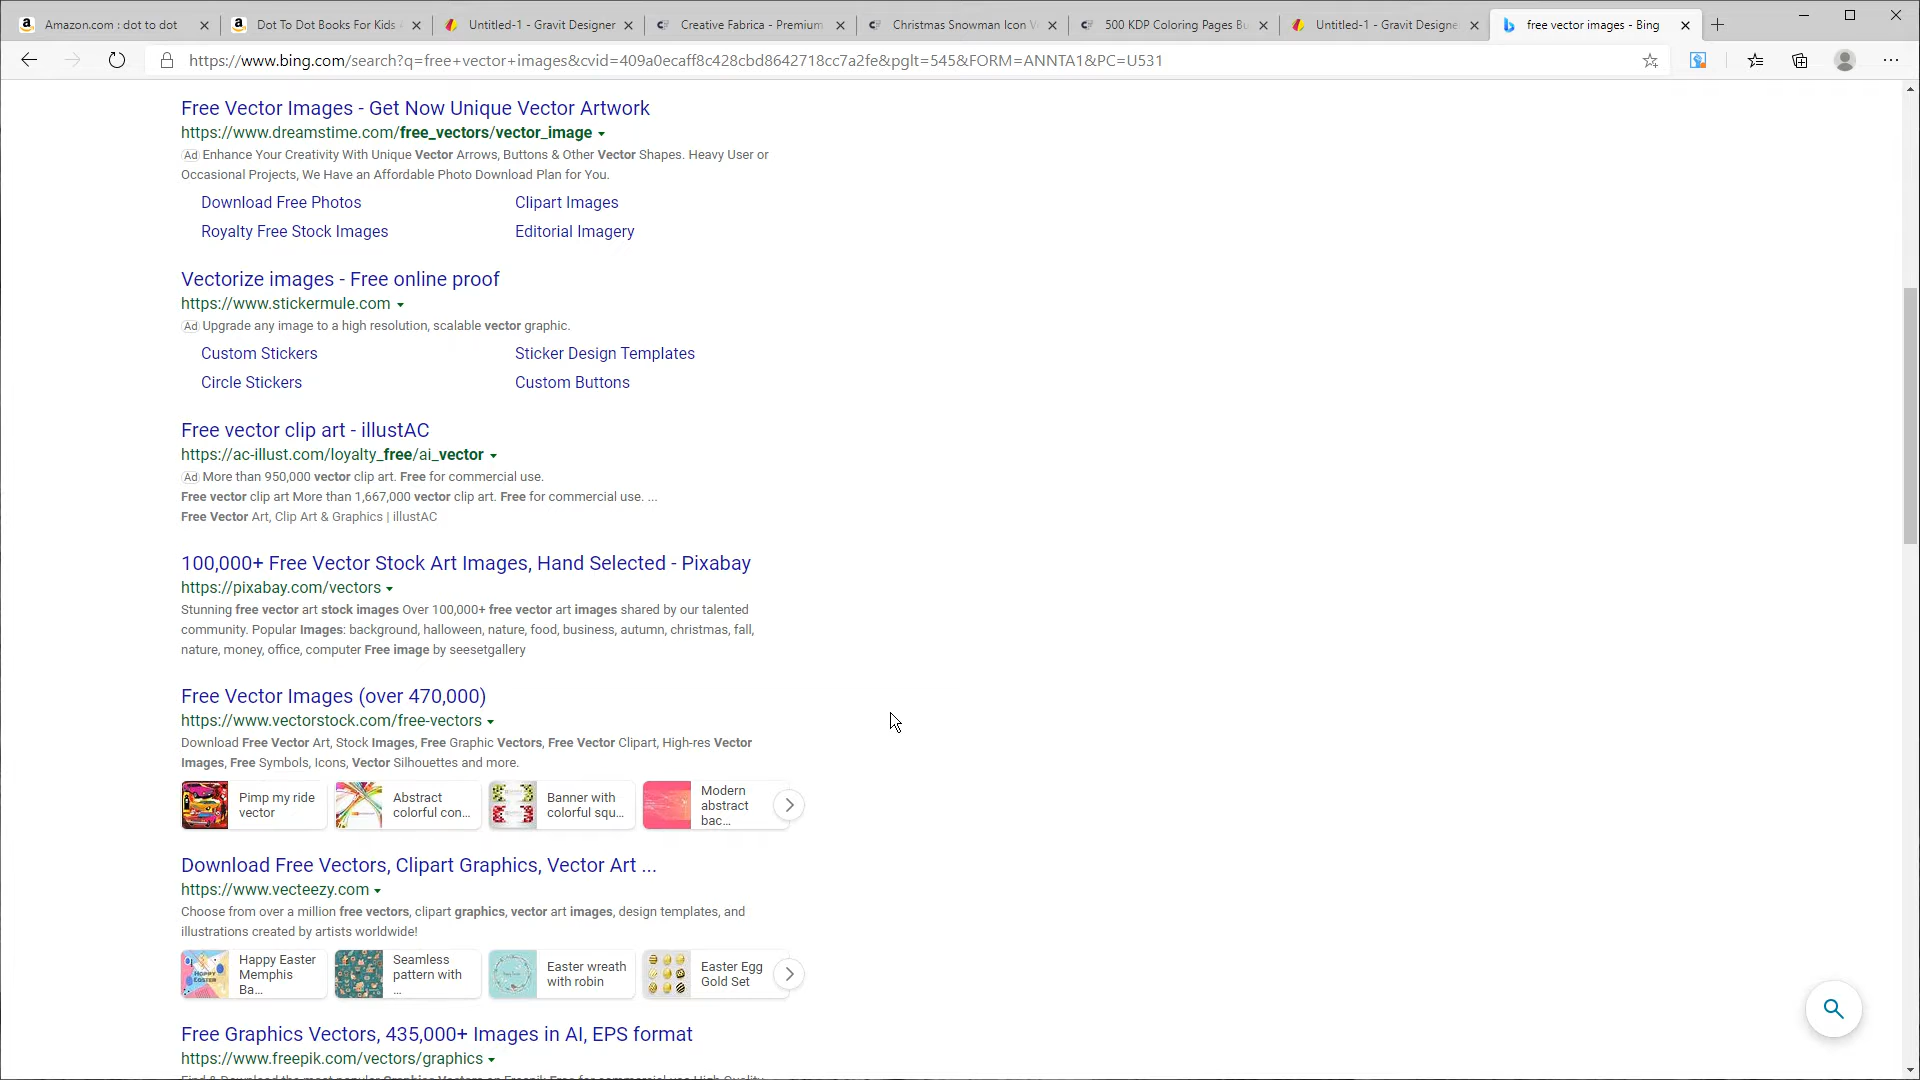 Amazon.com : dot to dot
Dot To Dot Books For Kids
Untitled-1 - Gravit Designer
Creative Fabrica - Premium
Christmas Snowman Icon V
500 KDP Coloring Pages Bu
Untitled-1 - Gravit Designe
free vector images - Bing
https://www.bing.com/search?q=free+vector+images&cvid=409a0ecaff8c428cbd8642718cc7a2fe&pglt=545&FORM=ANNTA1&PC=U531
Free Vector Images - Get Now Unique Vector Artwork
https://www.dreamstime.com/free_vectors/vector_image
Ad Enhance Your Creativity With Unique Vector Arrows, Buttons & Other Vector Shapes. Heavy User or
Occasional Projects, We Have an Affordable Photo Download Plan for You.
Download Free Photos
Clipart Images
Royalty Free Stock Images
Editorial Imagery
Vectorize images - Free online proof
https://www.stickermule.com
Ad Upgrade any image to a high resolution, scalable vector graphic.
Custom Stickers
Sticker Design Templates
Circle Stickers
Custom Buttons
Free vector clip art - illustAC
https://ac-illust.com/loyalty_free/ai_vector
Ad More than 950,000 vector clip art. Free for commercial use.
Free vector clip art More than 1,667,000 vector clip art. Free for commercial use. ...
Free Vector Art, Clip Art & Graphics | illustAC
100,000+ Free Vector Stock Art Images, Hand Selected - Pixabay
https://pixabay.com/vectors
Stunning free vector art stock images Over 100,000+ free vector art images shared by our talented
community. Popular Images: background, halloween, nature, food, business, autumn, christmas, fall,
nature, money, office, computer Free image by seesetgallery
Free Vector Images (over 470,000)
https://www.vectorstock.com/free-vectors
Download Free Vector Art, Stock Images, Free Graphic Vectors, Free Vector Clipart, High-res Vector
Images, Free Symbols, Icons, Vector Silhouettes and more.
Pimp my ride
vector
Abstract
colorful con...
Banner with
colorful squ...
Modern
abstract
bac...
Download Free Vectors, Clipart Graphics, Vector Art ...
https://www.vecteezy.com
Choose from over a million free vectors, clipart graphics, vector art images, design templates, and
illustrations created by artists worldwide!
Happy Easter
Memphis
Ba...
Seamless
pattern with
...
Easter wreath
with robin
Easter Egg
Gold Set
Free Graphics Vectors, 435,000+ Images in AI, EPS format
https://www.freepik.com/vectors/graphics